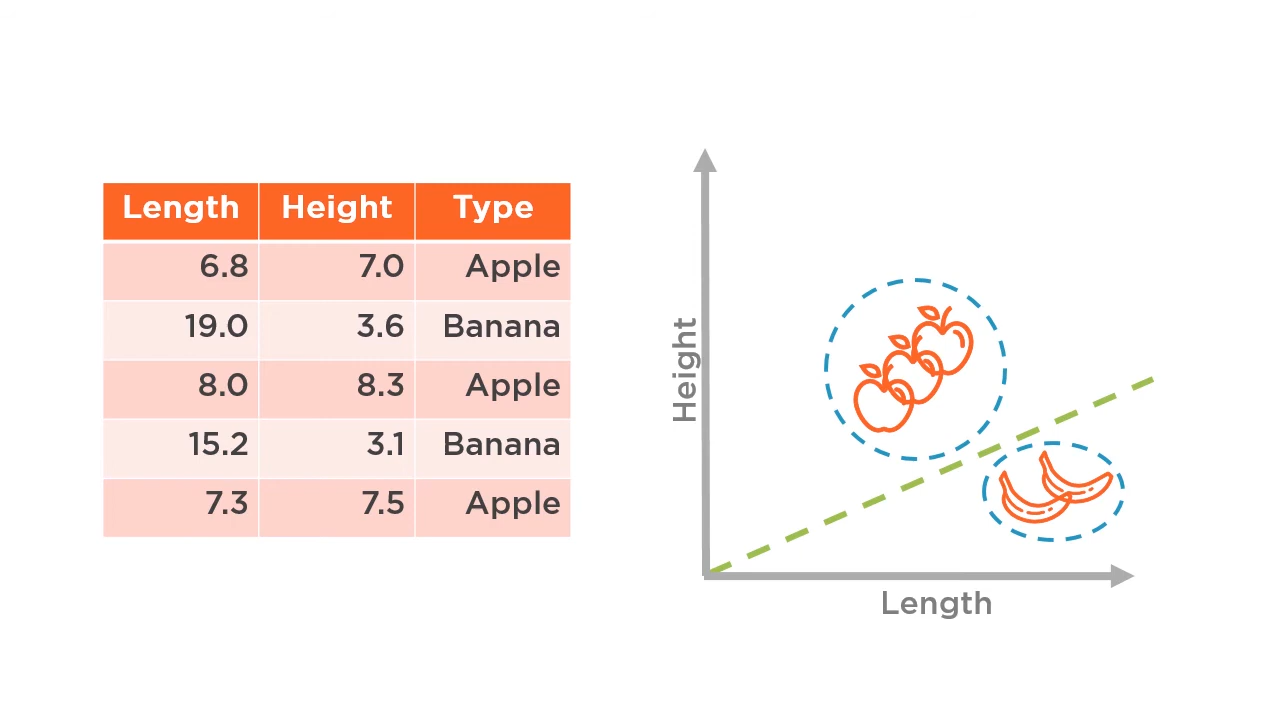 Length Height Type
6.8 7.0 Apple
19.0 3.6 Banana
8.0 8.3 Apple
15.2 3.1 Banana
7.3 7.5 Apple
Height
Length